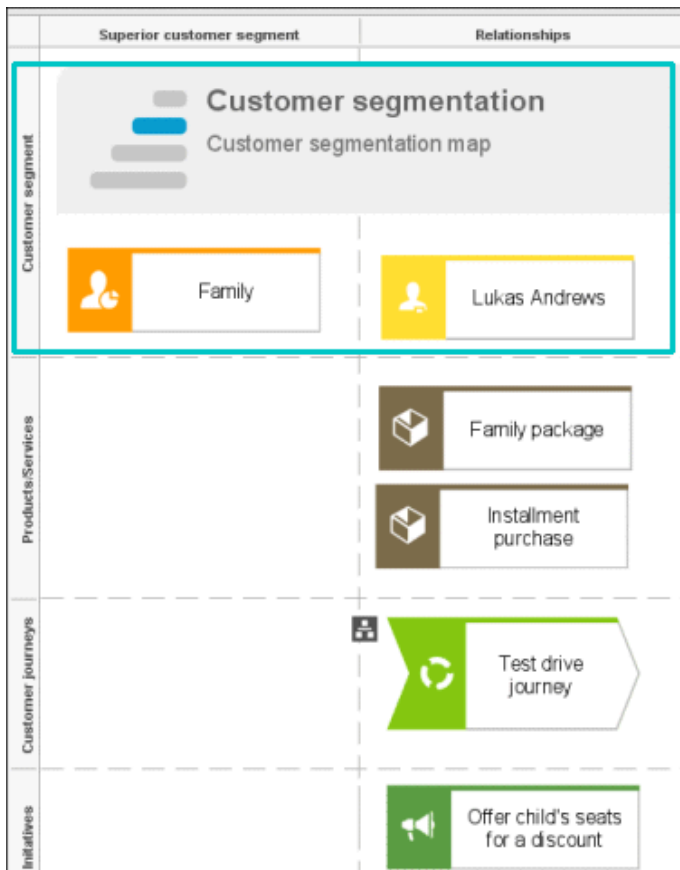 Superior customer segment
Relationships
Customer segment
Customer segmentation
Customer segmentation map
Family
Lukas Andrews
Products/Services
Family package
Installment
purchase
Customer journeys
Test drive
journey
Initatives
Offer child's seats
for a discount